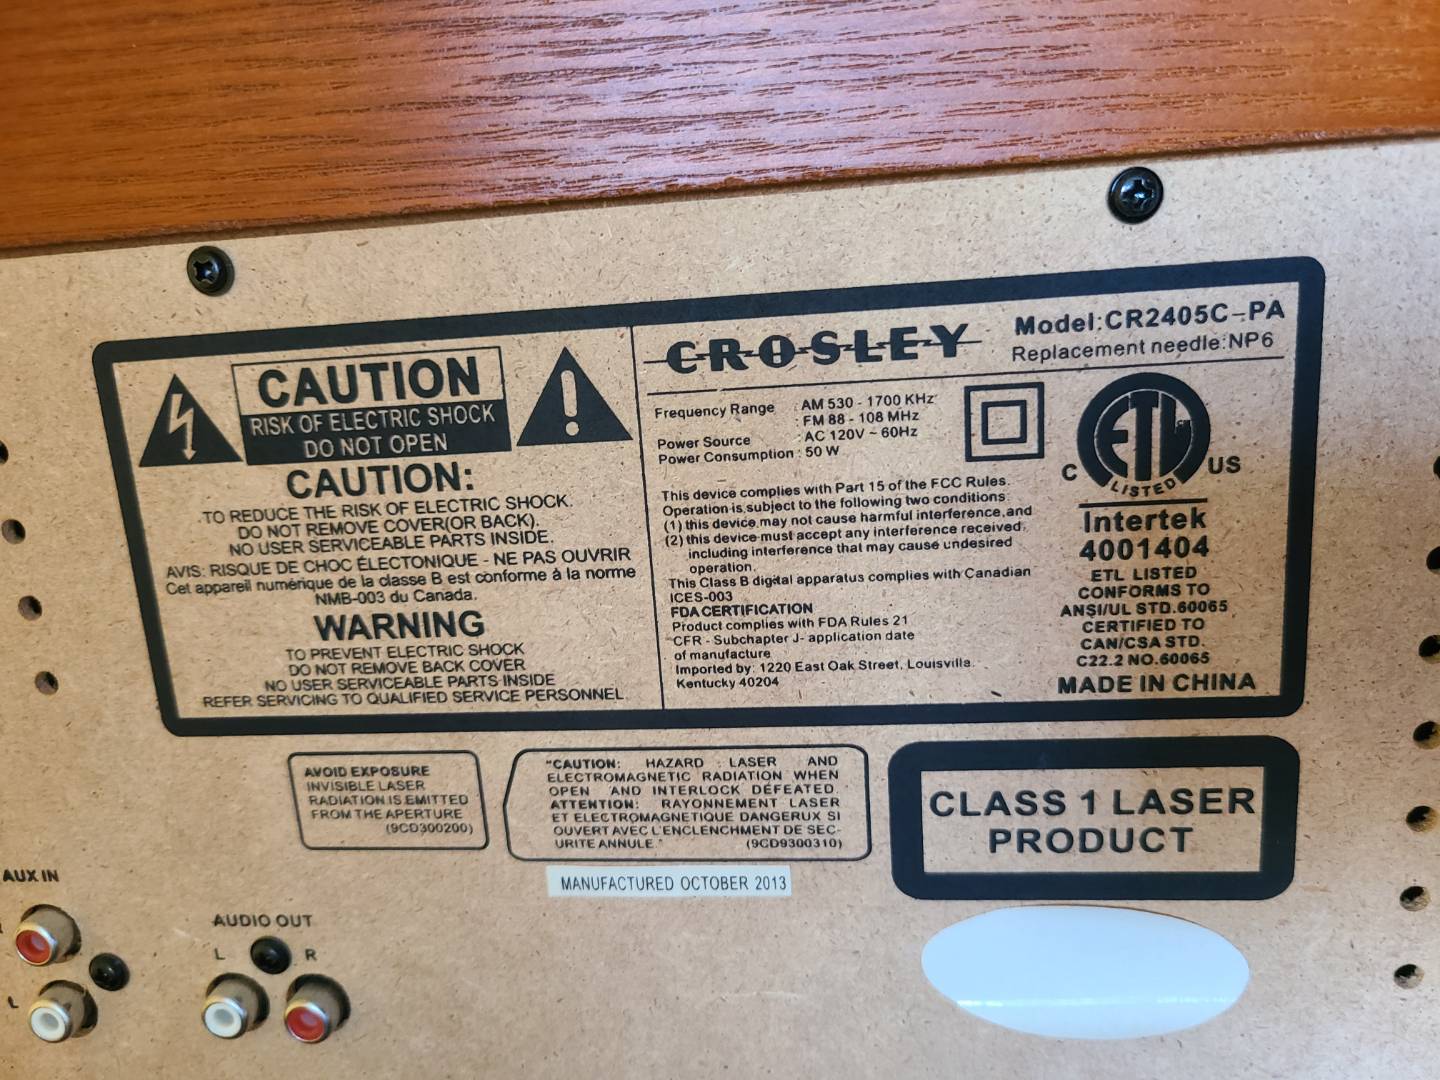 CAUTION
RISK OF ELECTRIC SHOCK
DO NOT OPEN
CAUTION:
TO REDUCE THE RISK OF ELECTRIC SHOCK.
DO NOT REMOVE COVER(OR BACK).
NO USER SERVICEABLE PARTS INSIDE.
AVIS: RISQUE DE CHOC ÉLECTONIQUE - NE PAS OUVRIR
Cet appareil numérique de la classe B est conforme à la norme
NMB-003 du Canada.
WARNING
TO PREVENT ELECTRIC SHOCK
DO NOT REMOVE BACK COVER
NO USER SERVICEABLE PARTS INSIDE
REFER SERVICING TO QUALIFIED SERVICE PERSONNEL
CROSLEY
Model:CR2405C-PA
Replacement needle:NP6
Frequency Range : AM 530 - 1700 KHz
: FM 88 - 108 MHz
Power Source : AC 120V ~ 60Hz
Power Consumption : 50 W
This device complies with Part 15 of the FCC Rules.
Operation is subject to the following two conditions:
(1) this device may not cause harmful interference,and
(2) this device must accept any interference received,
including interference that may cause undesired
operation.
This Class B digital apparatus complies with Canadian
ICES-003
FDA CERTIFICATION
Product complies with FDA Rules 21
CFR - Subchapter J- application date
of manufacture
Imported by: 1220 East Oak Street, Louisvilla.
Kentucky 40204
ETL
LISTED
C US
Intertek
4001404
ETL LISTED
CONFORMS TO
ANSI/UL STD.60065
CERTIFIED TO
CAN/CSA STD.
C22.2 NO.60065
MADE IN CHINA
AVOID EXPOSURE
INVISIBLE LASER
RADIATION IS EMITTED
FROM THE APERTURE
(9CD300200)
"CAUTION: HAZARD LASER AND
ELECTROMAGNETIC RADIATION WHEN
OPEN AND INTERLOCK DEFEATED.
ATTENTION: RAYONNEMENT LASER
ET ELECTROMAGNETIQUE DANGERUX SI
OUVERT AVEC L'ENCLENCHMENT DE SEC-
URITE ANNULE." (9CD9300310)
CLASS 1 LASER
PRODUCT
MANUFACTURED OCTOBER 2013
AUX IN
L
AUDIO OUT
L R